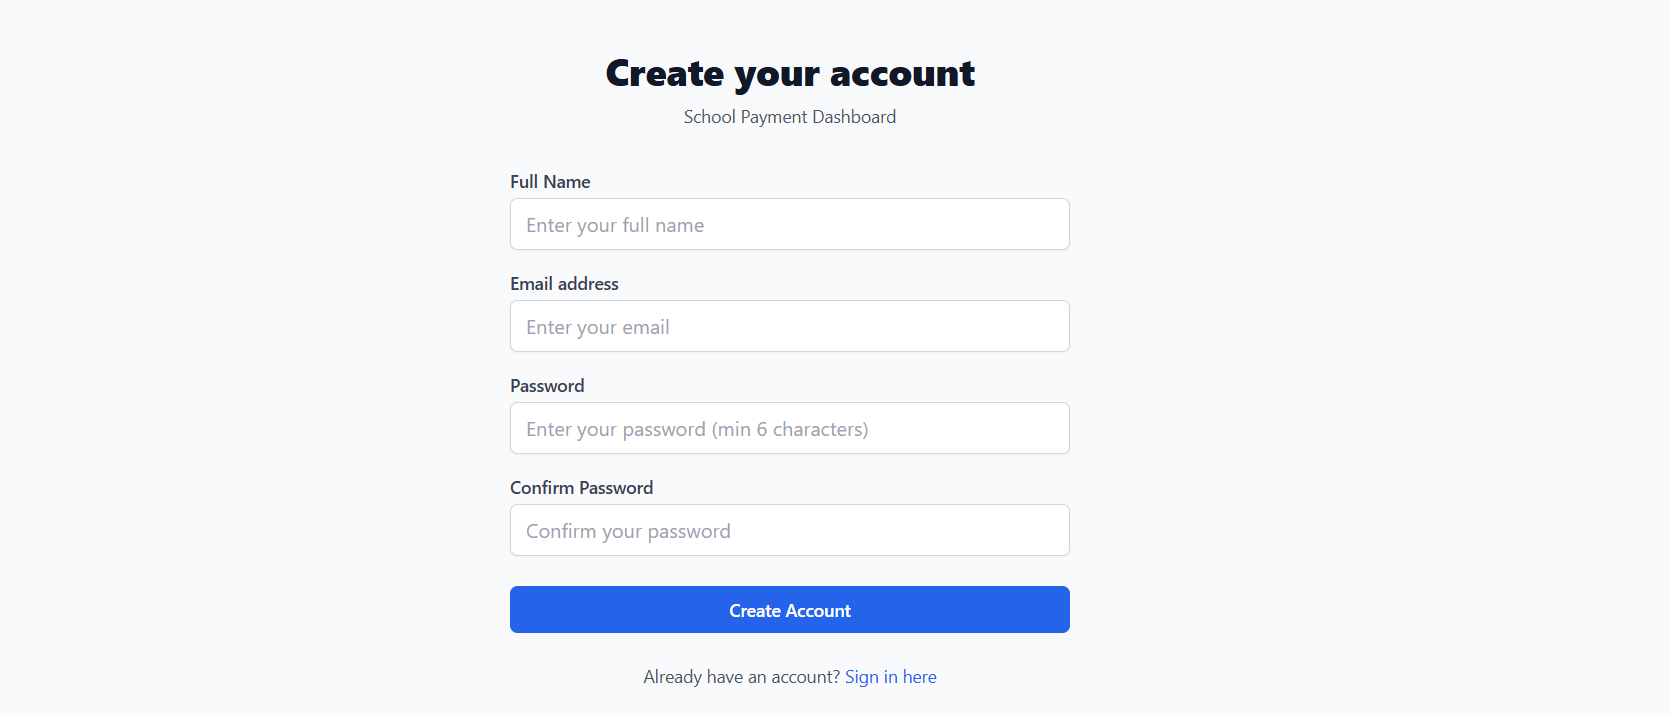 Create your account
School Payment Dashboard
Full Name
Enter your full name
Email address
Enter your email
Password
Enter your password (min 6 characters)
Confirm Password
Confirm your password
Create Account
Already have an account? Sign in here